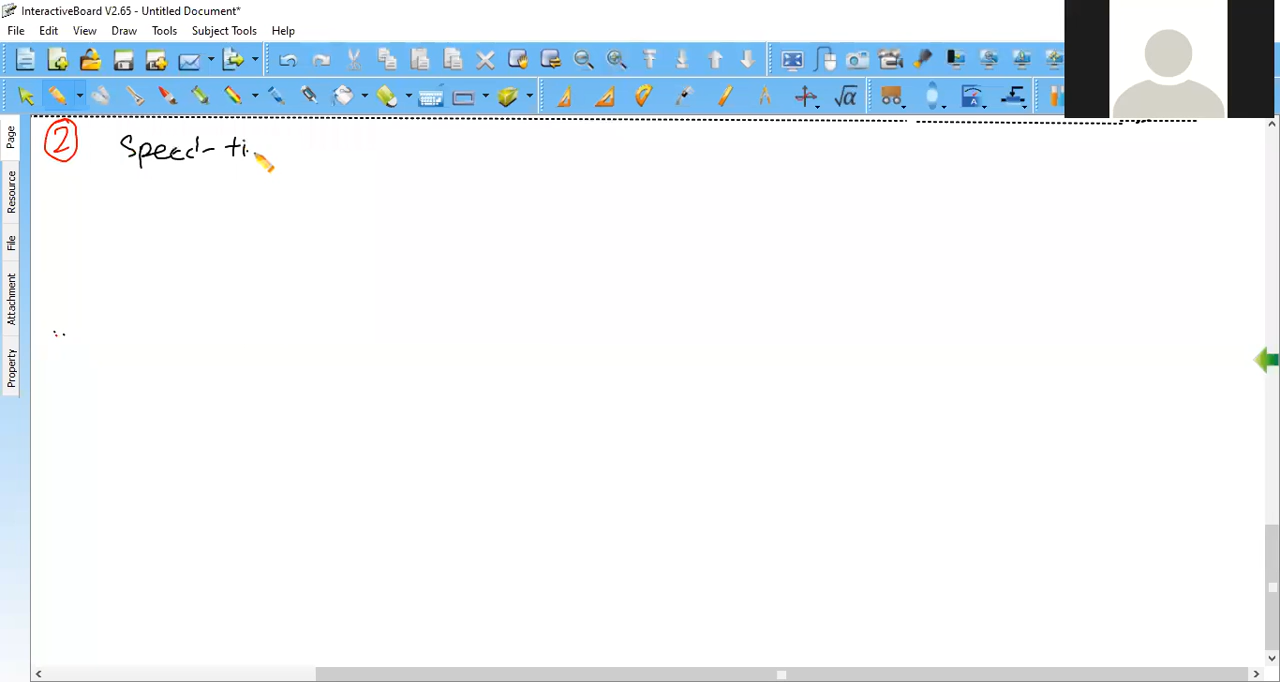 InteractiveBoard V2.65 - Untitled Document*
File Edit View Draw Tools Subject Tools Help
Page
Resource
File
Attachment
Property
2 Speed- ti